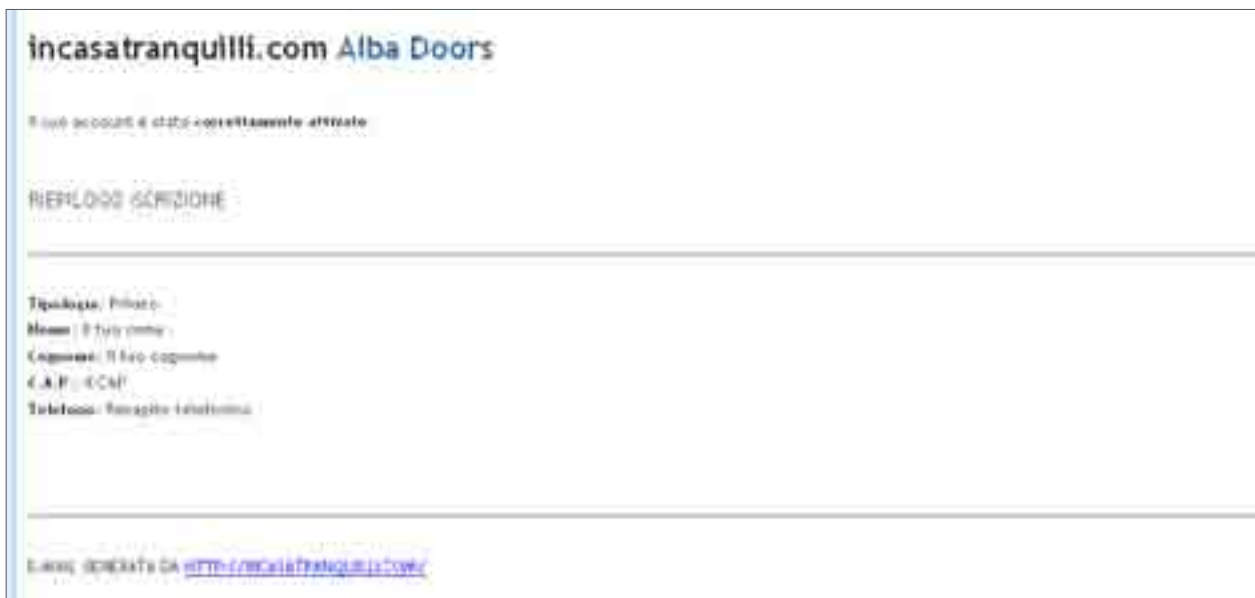 incasatranquilli.com Alba Doors
Il tuo account è stato correttamente attivato
RIEPILOGO ISCRIZIONE
Tipologia: Privato
Nome: Il tuo nome
Cognome: Il tuo cognome
C.A.P.: il CAP
Telefono: Recapito telefonico
E-MAIL GENERATA DA HTTP://INCASATRANQUILLI.COM/